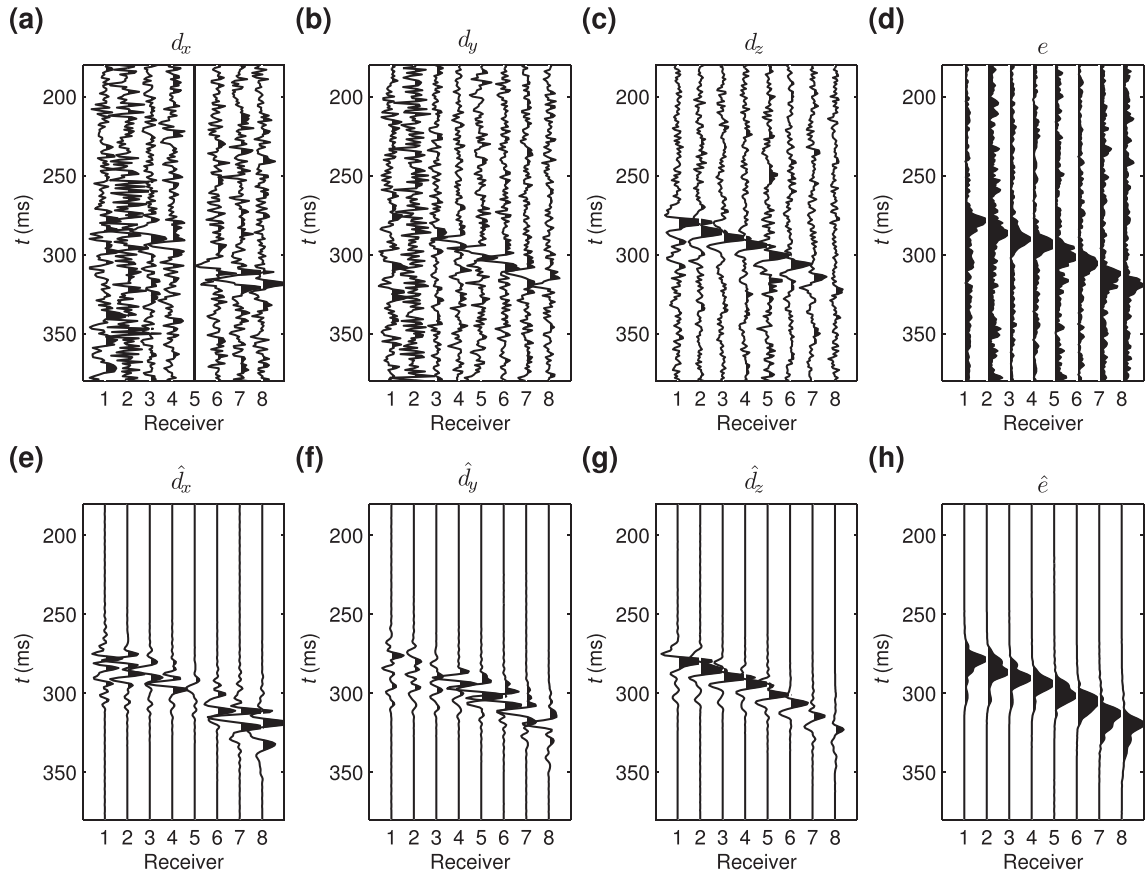 (a) (b) (c) (d)
d_x d_y d_z e
200 200 200 200
250 250 250 250
300 300 300 300
350 350 350 350
t (ms) t (ms) t (ms) t (ms)
1 2 3 4 5 6 7 8 1 2 3 4 5 6 7 8 1 2 3 4 5 6 7 8 1 2 3 4 5 6 7 8
Receiver Receiver Receiver Receiver
(e) (f) (g) (h)
d̂_x d̂_y d̂_z ê
200 200 200 200
250 250 250 250
300 300 300 300
350 350 350 350
t (ms) t (ms) t (ms) t (ms)
1 2 3 4 5 6 7 8 1 2 3 4 5 6 7 8 1 2 3 4 5 6 7 8 1 2 3 4 5 6 7 8
Receiver Receiver Receiver Receiver